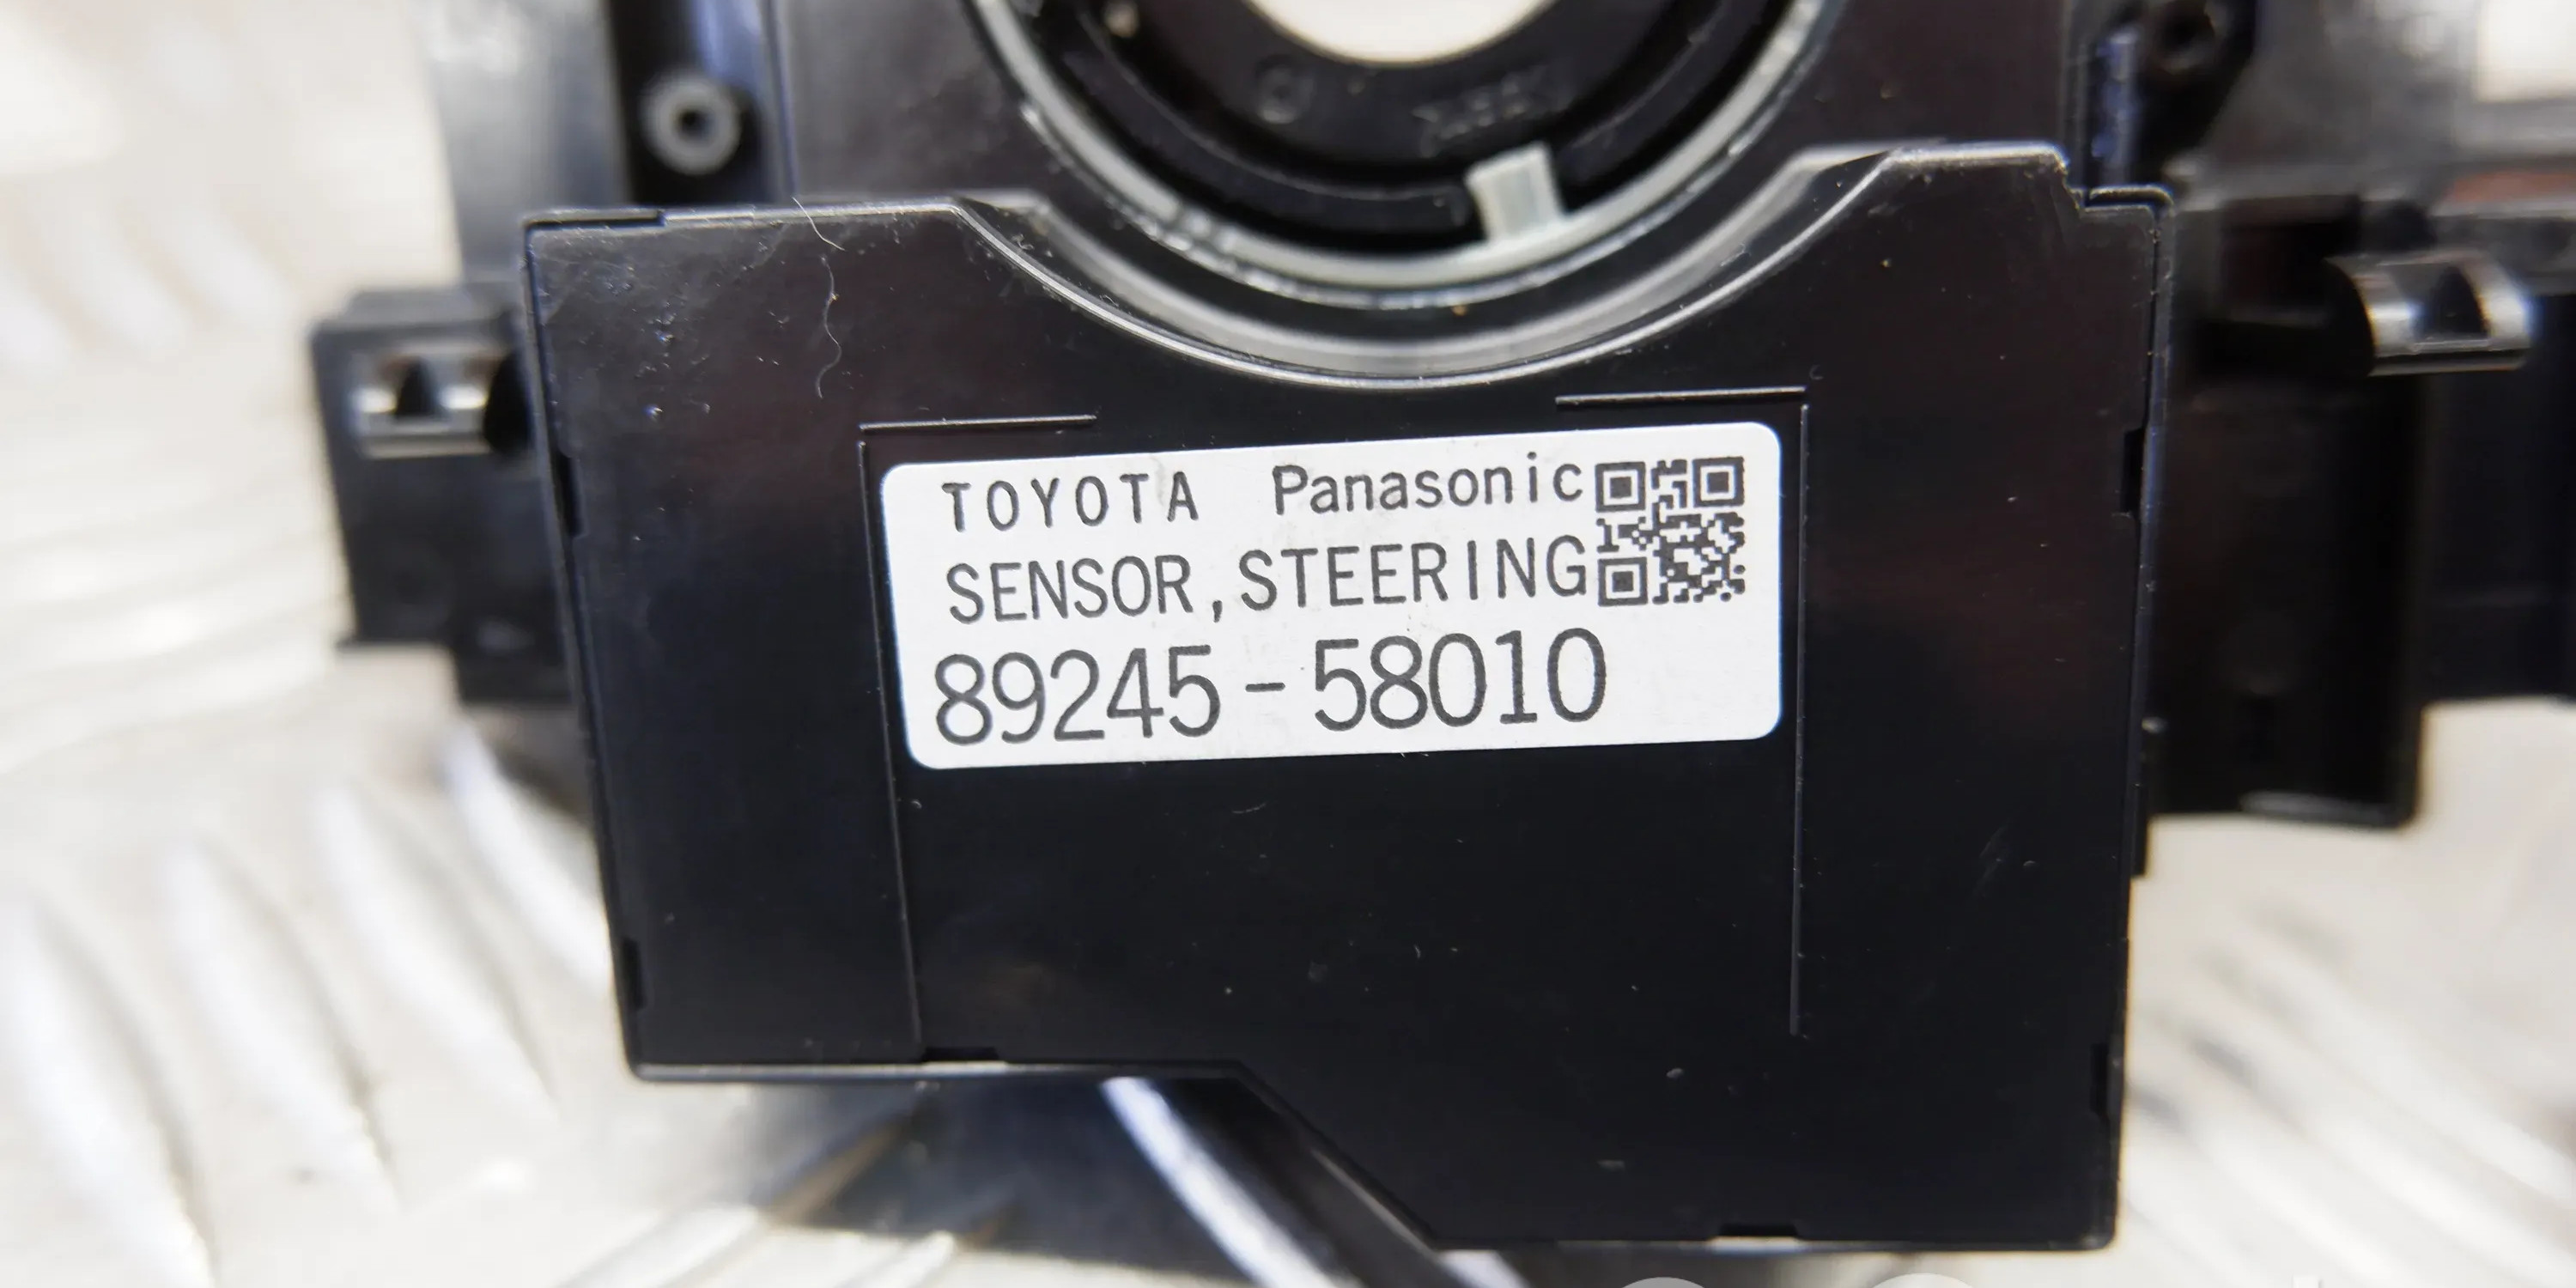 TOYOTA Panasonic
SENSOR, STEERING
89245-58010